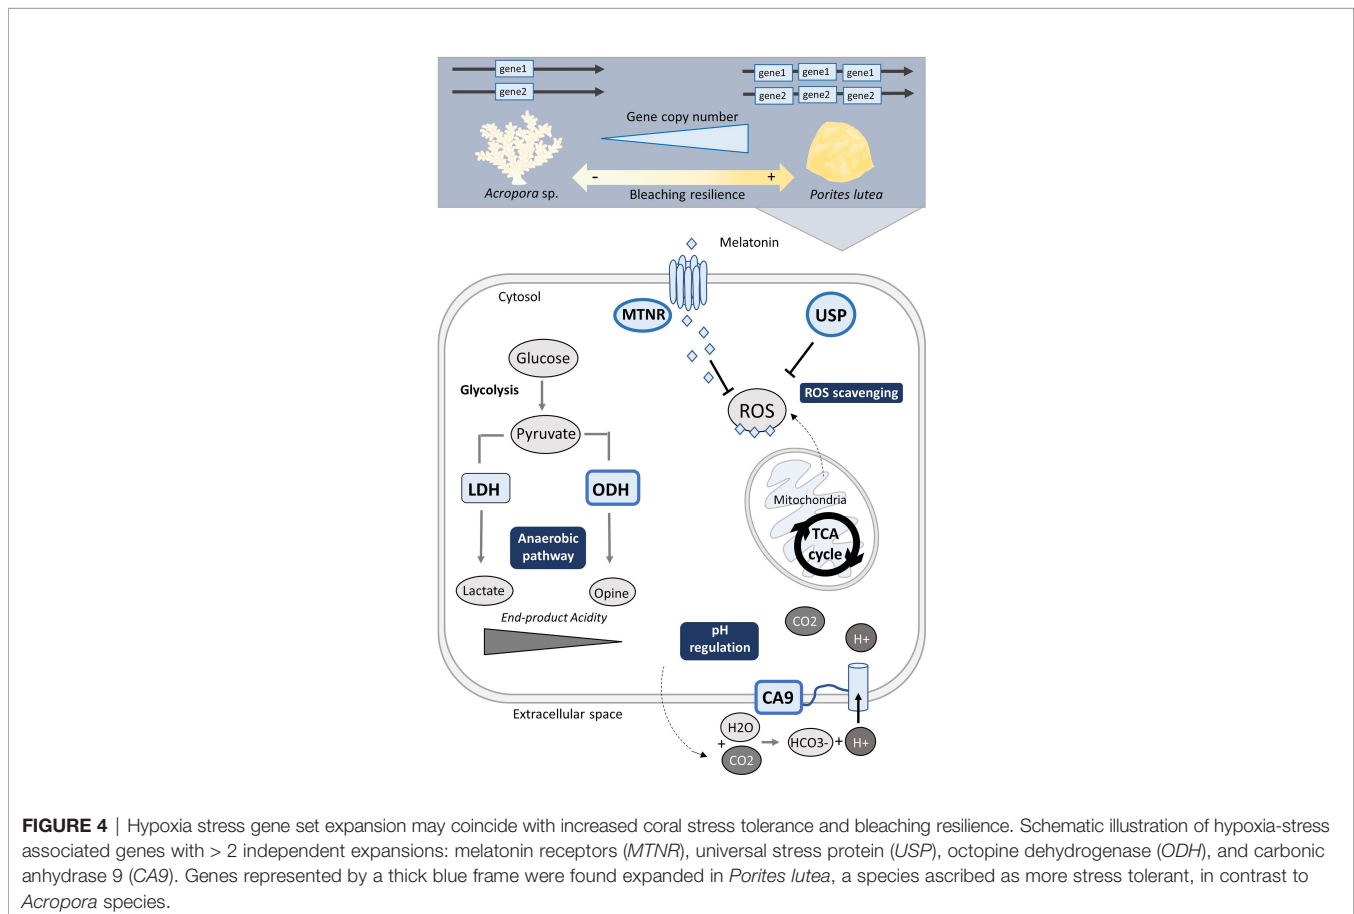 gene1
gene2
gene1 gene1 gene1
gene2 gene2 gene2
Gene copy number
- +
Bleaching resilience
Acropora sp.
Porites lutea
Melatonin
Cytosol
MTNR
USP
Glucose
Glycolysis
ROS scavenging
ROS
Pyruvate
LDH
ODH
Mitochondria
TCA
cycle
Anaerobic
pathway
Lactate
Opine
End-product Acidity
CO2
H+
pH
regulation
CA9
Extracellular space
H2O
+
CO2
HCO3-
+
H+
FIGURE 4 | Hypoxia stress gene set expansion may coincide with increased coral stress tolerance and bleaching resilience. Schematic illustration of hypoxia-stress
associated genes with > 2 independent expansions: melatonin receptors (MTNR), universal stress protein (USP), octopine dehydrogenase (ODH), and carbonic
anhydrase 9 (CA9). Genes represented by a thick blue frame were found expanded in Porites lutea, a species ascribed as more stress tolerant, in contrast to
Acropora species.